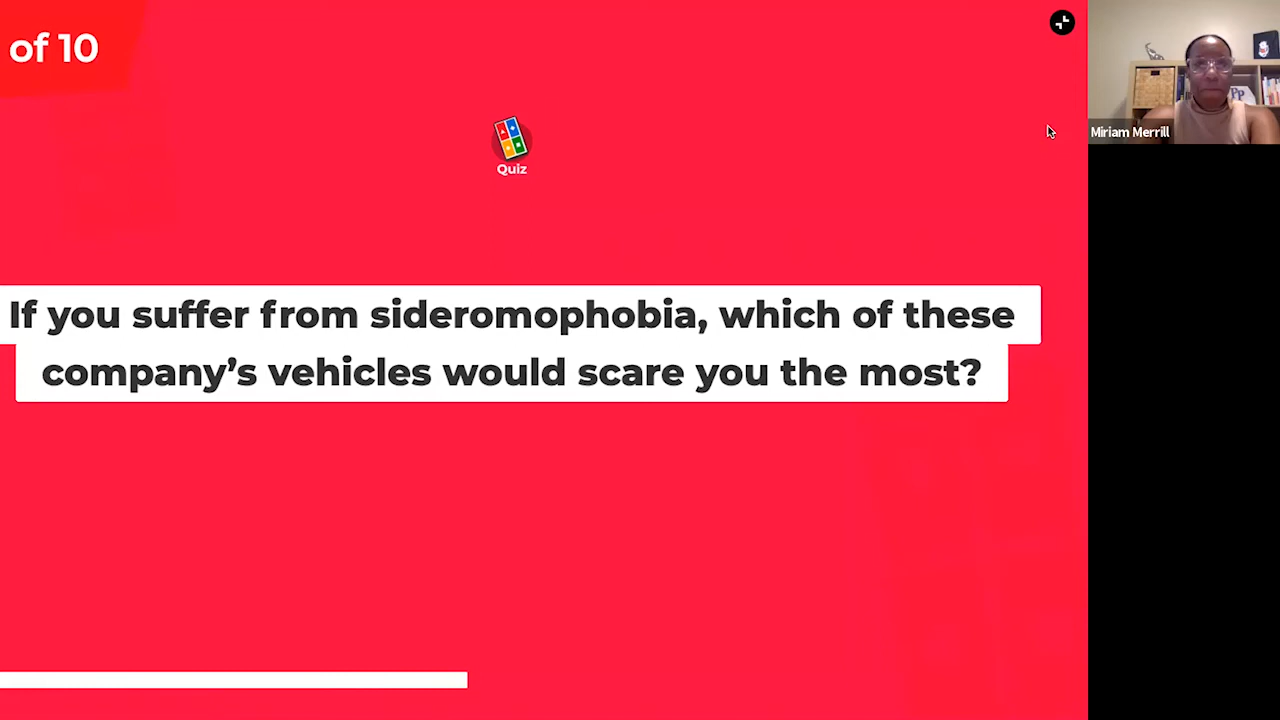 of 10
Quiz
Miriam Merrill
If you suffer from sideromophobia, which of these
company’s vehicles would scare you the most?